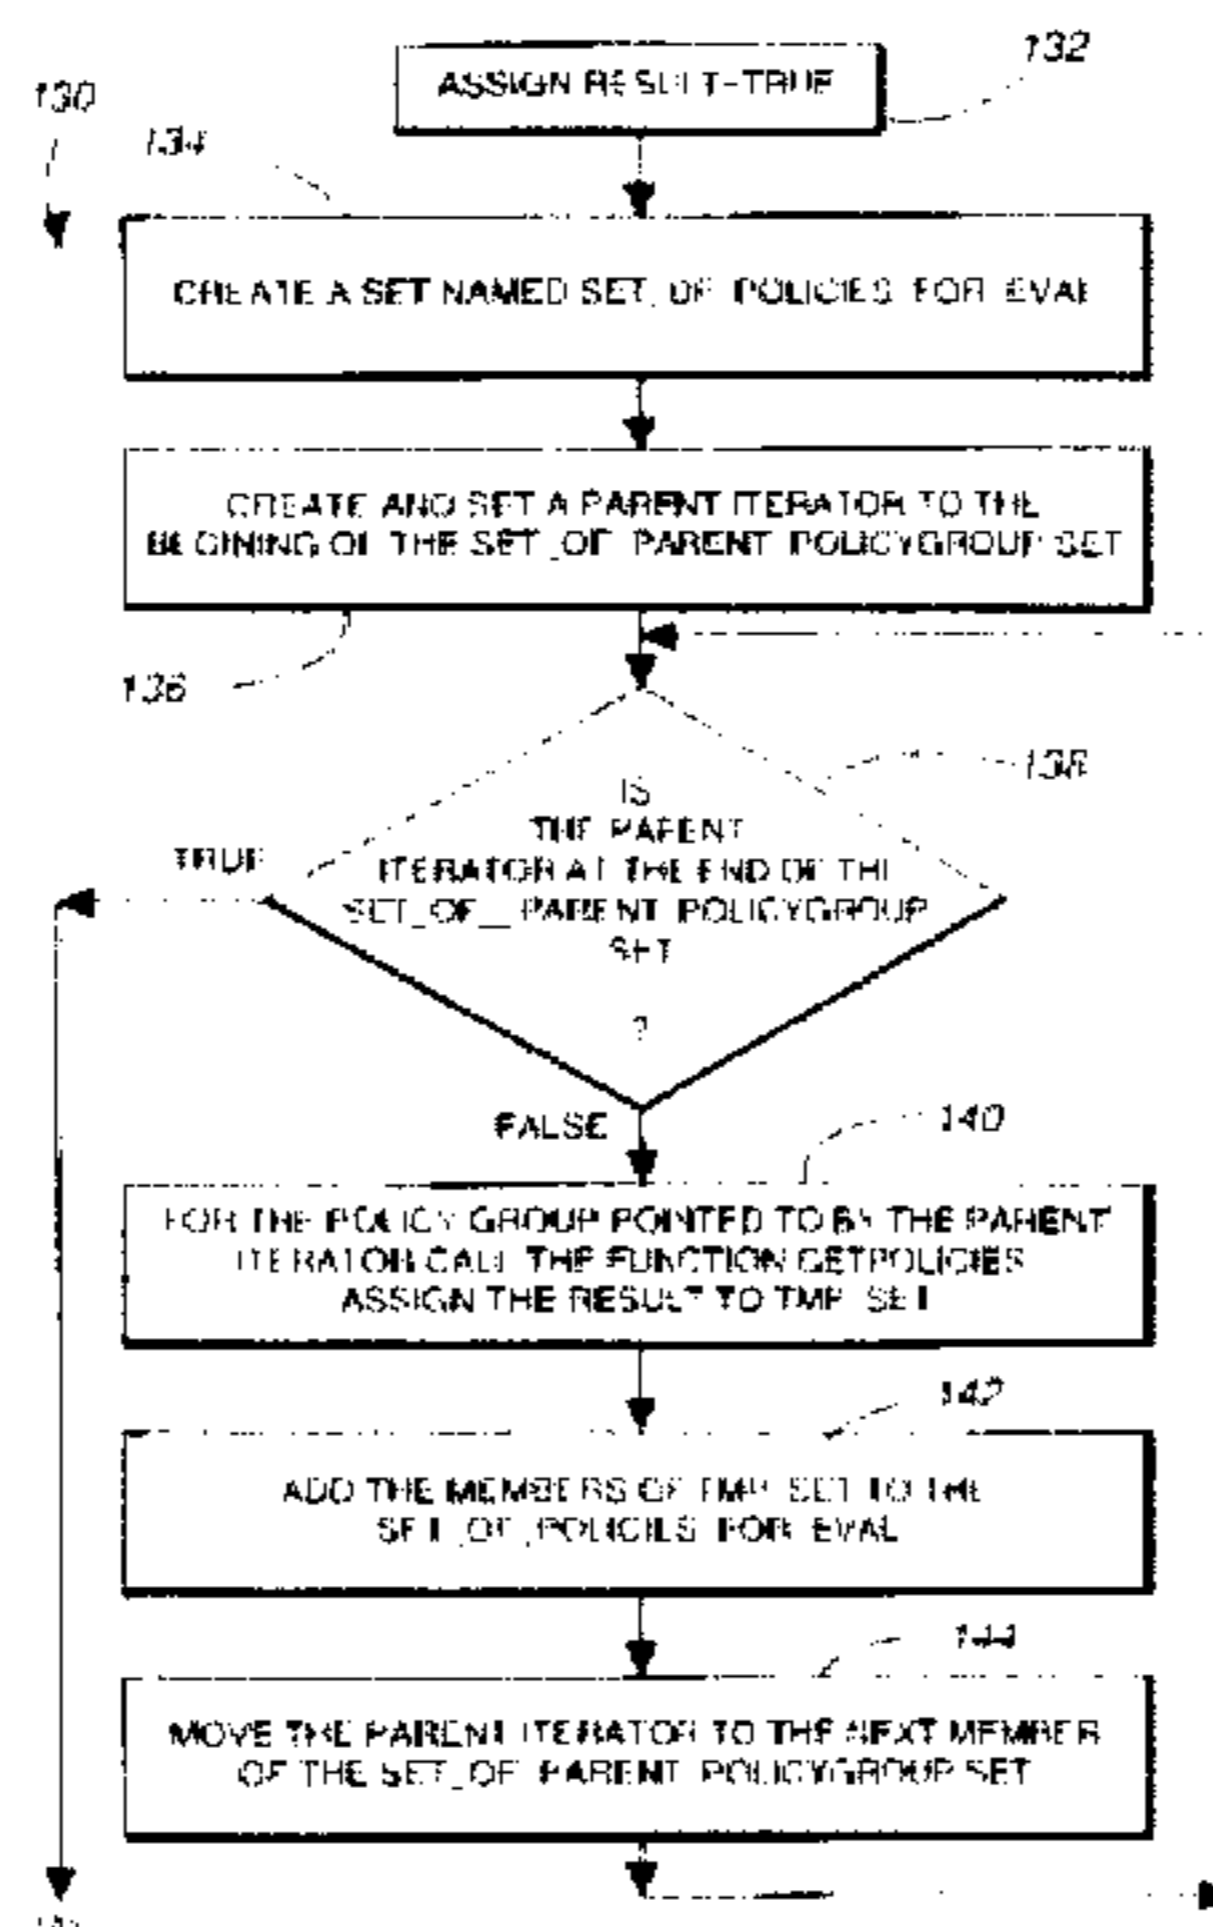 132
ASSIGN RESULT=TRUE
130
134
CREATE A SET NAMED SET_OF_POLICIES_FOR_EVAL
CREATE AND SET A PARENT ITERATOR TO THE
BEGINING OF THE SET_OF_PARENT_POLICYGROUP SET
136
138
IS
THE PARENT
ITERATOR AT THE END OF THE
SET_OF__PARENT_POLICYGROUP
SET
?
TRUE
FALSE
140
FOR THE POLICY GROUP POINTED TO BY THE PARENT
ITERATOR CALL THE FUNCTION GETPOLICIES
ASSIGN THE RESULT TO TMP_SET
142
ADD THE MEMBERS OF TMP_SET TO THE
SET_OF_POLICIES_FOR_EVAL
144
MOVE THE PARENT ITERATOR TO THE NEXT MEMBER
OF THE SET_OF_PARENT_POLICYGROUP SET